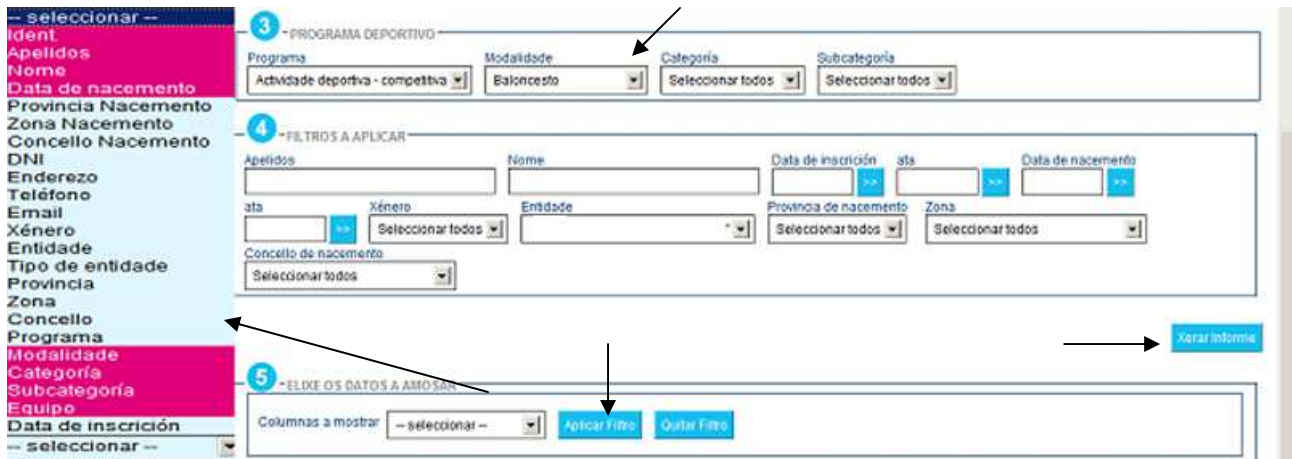 -- seleccionar --
Ident.
Apelidos
Nome
Data de nacemento
Provincia Nacemento
Zona Nacemento
Concello Nacemento
DNI
Enderezo
Teléfono
Email
Xénero
Entidade
Tipo de entidade
Provincia
Zona
Concello
Programa
Modalidade
Categoría
Subcategoría
Equipo
Data de inscrición
-- seleccionar --
3 - PROGRAMA DEPORTIVO
Programa Modalidade Categoría Subcategoría
Actividade deportiva - competitiva Baloncesto Seleccionar todos Seleccionar todos
4 - FILTROS A APLICAR
Apelidos Nome Data de inscrición ata Data de nacemento
>> >> >>
ata Xénero Entidade Provincia de nacemento Zona
>> Seleccionar todos * Seleccionar todos Seleccionar todos
Concello de nacemento
Seleccionar todos
Xerar Informe
5 - ELIXE OS DATOS A AMOSAR
Columnas a mostrar -- seleccionar -- Aplicar Filtro Quitar Filtro